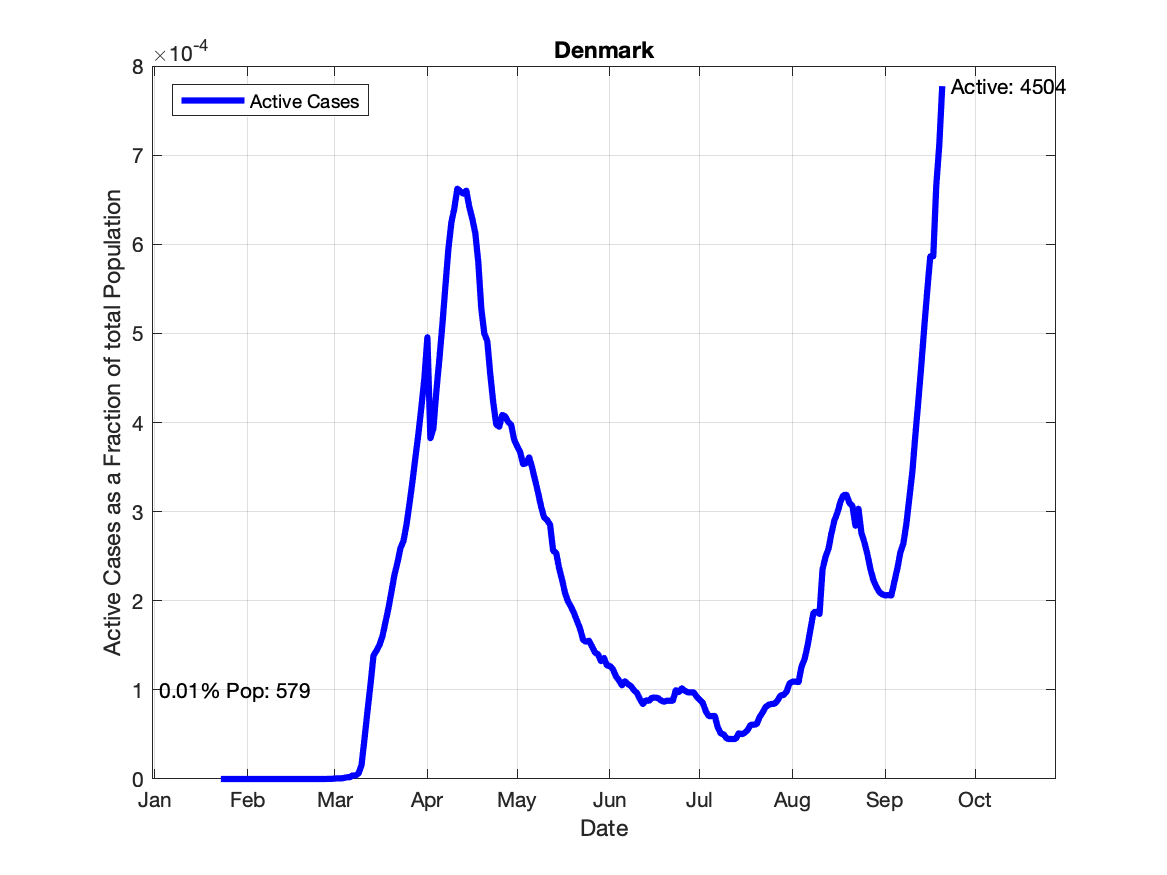 Denmark
×10-4
8
7
6
5
4
3
2
1
0
Active Cases as a Fraction of total Population
Active Cases
Active: 4504
0.01% Pop: 579
Jan Feb Mar Apr May Jun Jul Aug Sep Oct
Date